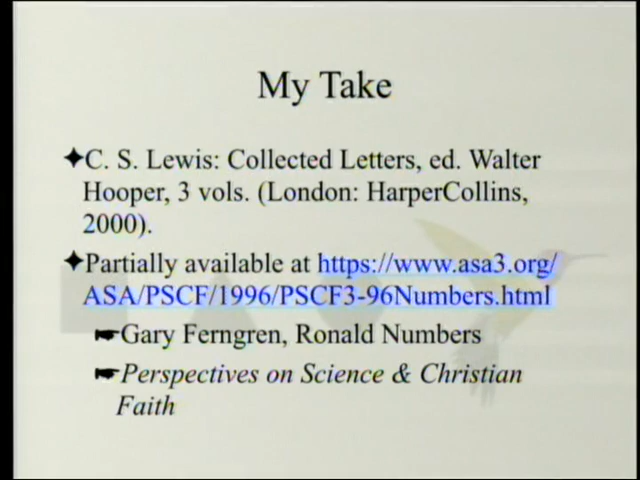 My Take
C. S. Lewis: Collected Letters, ed. Walter
Hooper, 3 vols. (London: HarperCollins,
2000).
Partially available at https://www.asa3.org/
ASA/PSCF/1996/PSCF3-96Numbers.html
Gary Ferngren, Ronald Numbers
Perspectives on Science & Christian
Faith